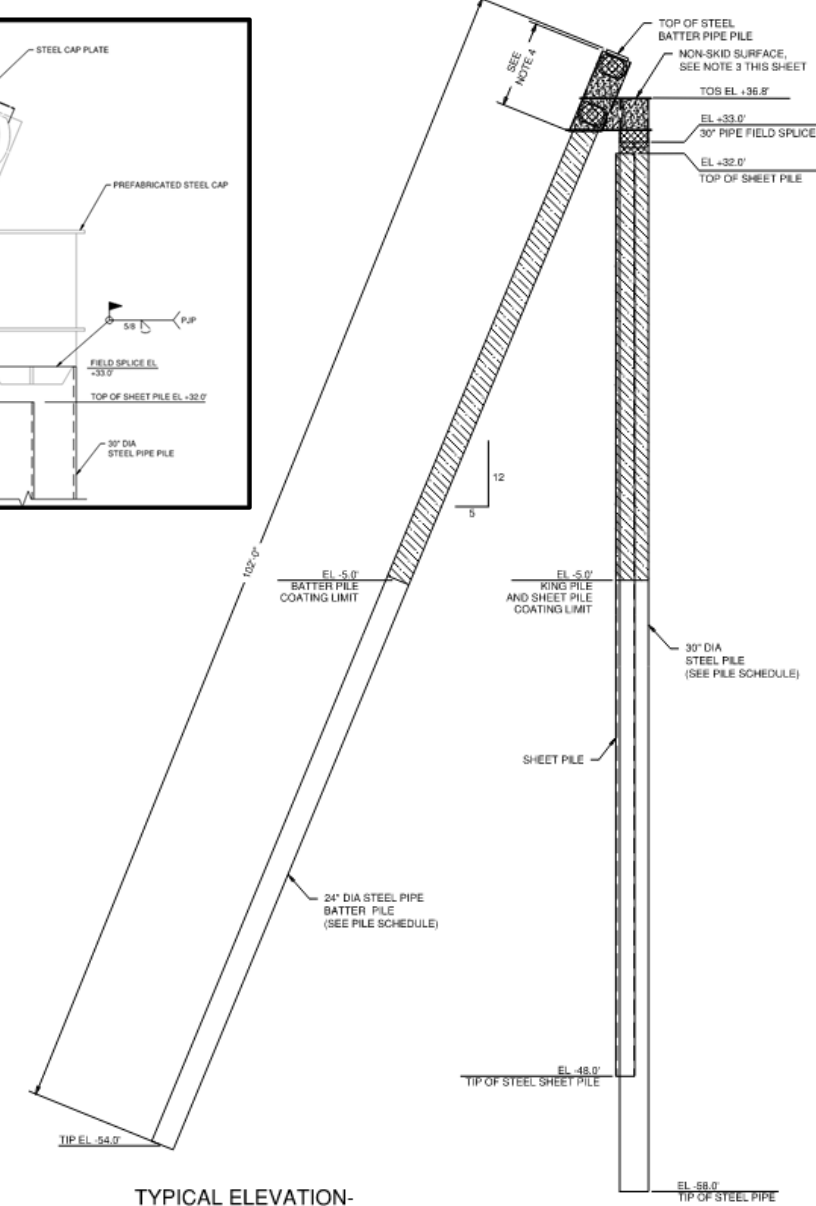 STEEL CAP PLATE
PREFABRICATED STEEL CAP
5/8
PJP
FIELD SPLICE EL
+33.0'
TOP OF SHEET PILE EL +32.0'
30" DIA
STEEL PIPE PILE
SEE
NOTE 4
TOP OF STEEL
BATTER PIPE PILE
NON-SKID SURFACE,
SEE NOTE 3 THIS SHEET
TOS EL +36.8'
EL +33.0'
30" PIPE FIELD SPLICE
EL +32.0'
TOP OF SHEET PILE
12
5
102'-0"
EL -5.0'
BATTER PILE
COATING LIMIT
EL -5.0'
KING PILE
AND SHEET PILE
COATING LIMIT
30" DIA
STEEL PILE
(SEE PILE SCHEDULE)
SHEET PILE
24" DIA STEEL PIPE
BATTER PILE
(SEE PILE SCHEDULE)
EL -48.0'
TIP OF STEEL SHEET PILE
TIP EL -54.0'
EL -58.0'
TIP OF STEEL PIPE
TYPICAL ELEVATION-